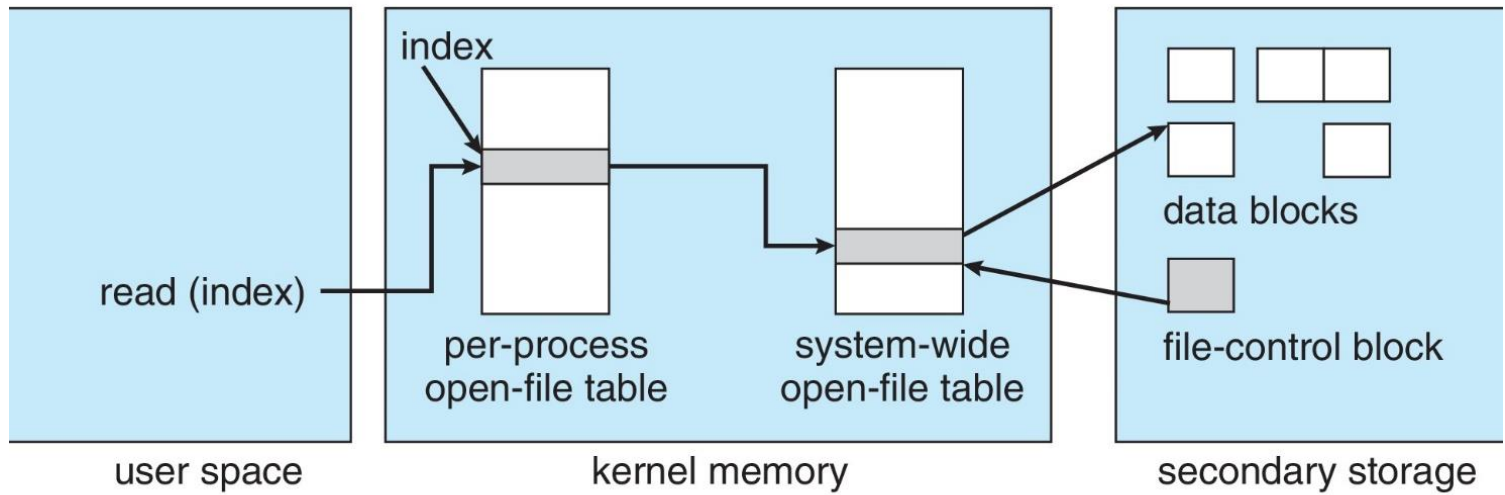 index
read (index)
per-process
open-file table
system-wide
open-file table
data blocks
file-control block
user space
kernel memory
secondary storage